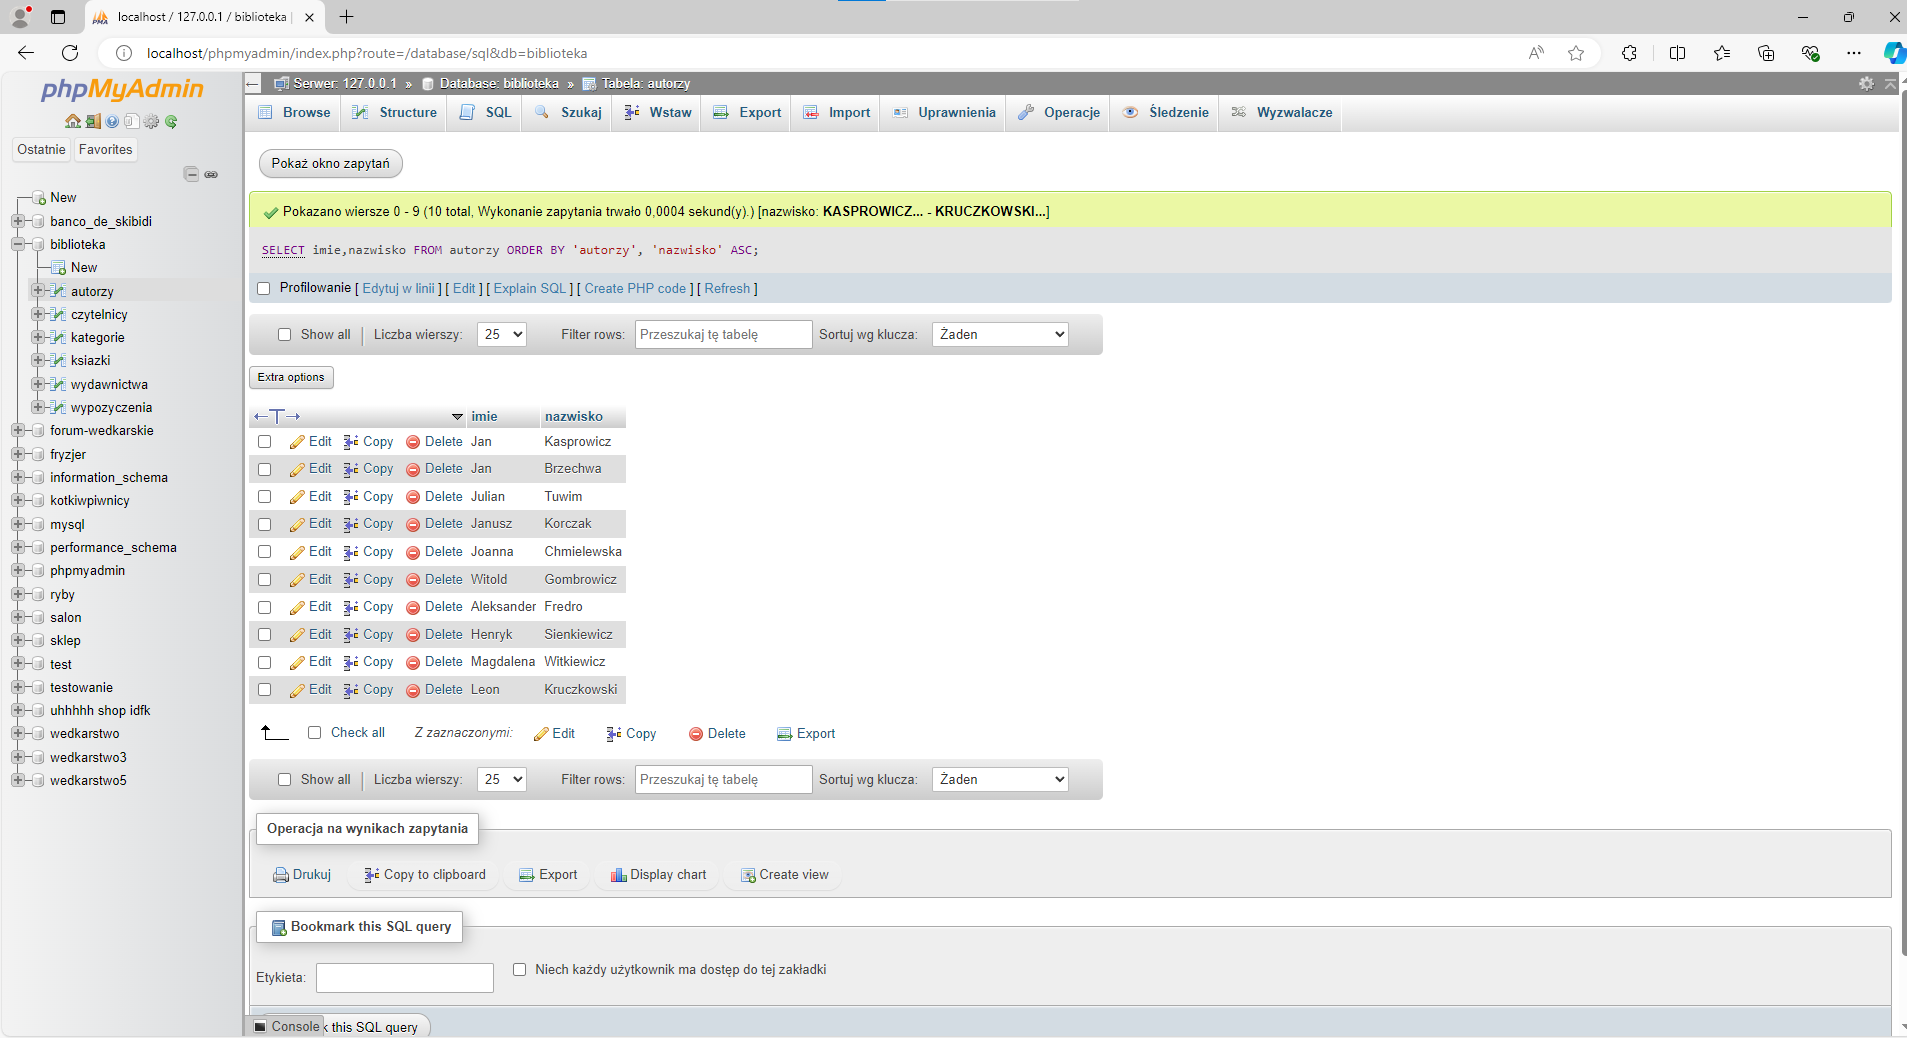 localhost / 127.0.0.1 / biblioteka |
localhost/phpmyadmin/index.php?route=/database/sql&db=biblioteka
phpMyAdmin
Ostatnie Favorites
New
banco_de_skibidi
biblioteka
New
autorzy
czytelnicy
kategorie
ksiazki
wydawnictwa
wypozyczenia
forum-wedkarskie
fryzjer
information_schema
kotkiwpiwnicy
mysql
performance_schema
phpmyadmin
ryby
salon
sklep
test
testowanie
uhhhhh shop idfk
wedkarstwo
wedkarstwo3
wedkarstwo5
Serwer: 127.0.0.1 » Database: biblioteka » Tabela: autorzy
Browse Structure SQL Szukaj Wstaw Export Import Uprawnienia Operacje Śledzenie Wyzwalacze
Pokaż okno zapytań
Pokazano wiersze 0 - 9 (10 total, Wykonanie zapytania trwało 0,0004 sekund(y).) [nazwisko: KASPROWICZ... - KRUCZKOWSKI...]
SELECT imie,nazwisko FROM autorzy ORDER BY 'autorzy', 'nazwisko' ASC;
Profilowanie [ Edytuj w linii ] [ Edit ] [ Explain SQL ] [ Create PHP code ] [ Refresh ]
Show all | Liczba wierszy: 25 Filter rows: Przeszukaj tę tabelę Sortuj wg klucza: Żaden
Extra options
←T→ imie nazwisko
Edit Copy Delete Jan Kasprowicz
Edit Copy Delete Jan Brzechwa
Edit Copy Delete Julian Tuwim
Edit Copy Delete Janusz Korczak
Edit Copy Delete Joanna Chmielewska
Edit Copy Delete Witold Gombrowicz
Edit Copy Delete Aleksander Fredro
Edit Copy Delete Henryk Sienkiewicz
Edit Copy Delete Magdalena Witkiewicz
Edit Copy Delete Leon Kruczkowski
Check all Z zaznaczonymi: Edit Copy Delete Export
Show all | Liczba wierszy: 25 Filter rows: Przeszukaj tę tabelę Sortuj wg klucza: Żaden
Operacja na wynikach zapytania
Drukuj Copy to clipboard Export Display chart Create view
Bookmark this SQL query
Etykieta: Niech każdy użytkownik ma dostęp do tej zakładki
Console k this SQL query